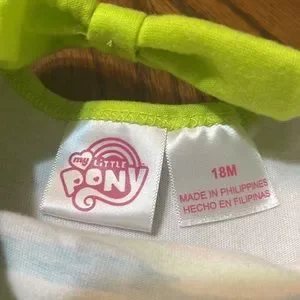 my LITTLE
PONY
18M
MADE IN PHILIPPINES
HECHO EN FILIPINAS